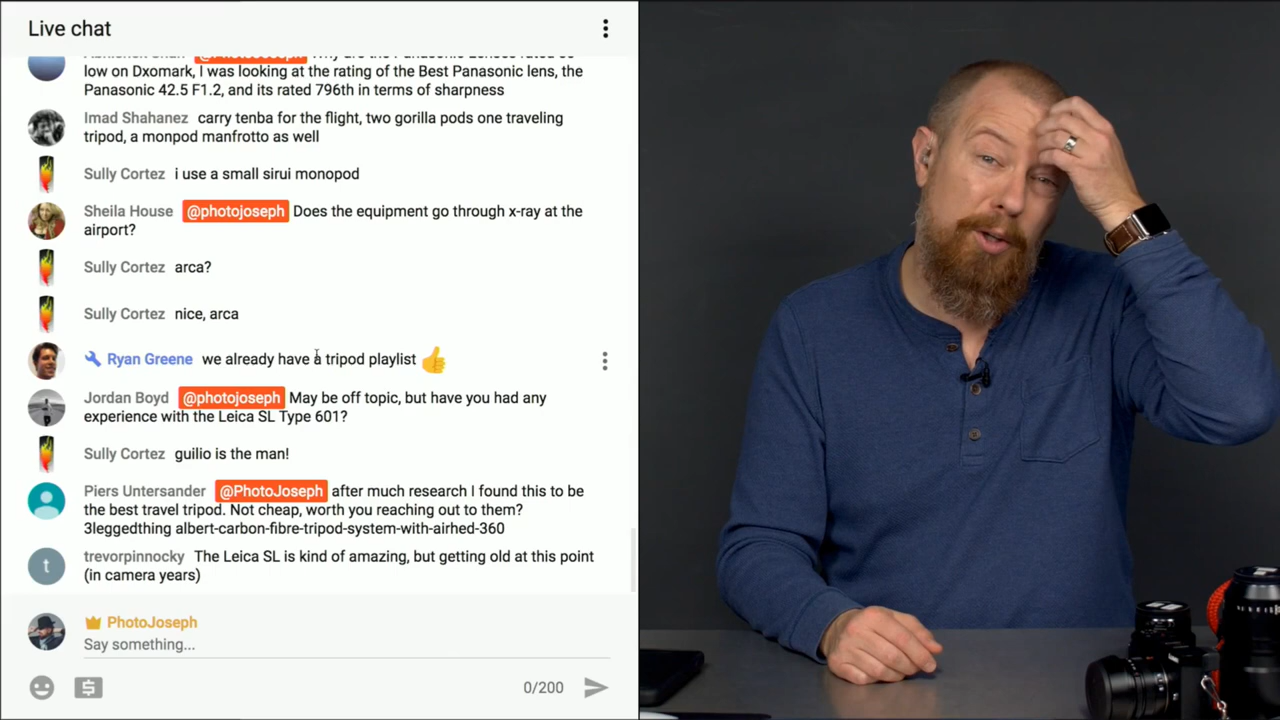 Live chat
low on Dxomark, I was looking at the rating of the Best Panasonic lens, the
Panasonic 42.5 F1.2, and its rated 796th in terms of sharpness
Imad Shahanez carry tenba for the flight, two gorilla pods one traveling
tripod, a monpod manfrotto as well
Sully Cortez i use a small sirui monopod
Sheila House @photojoseph Does the equipment go through x-ray at the
airport?
Sully Cortez arca?
Sully Cortez nice, arca
Ryan Greene we already have a tripod playlist
Jordan Boyd @photojoseph May be off topic, but have you had any
experience with the Leica SL Type 601?
Sully Cortez guilio is the man!
Piers Untersander @PhotoJoseph after much research I found this to be
the best travel tripod. Not cheap, worth you reaching out to them?
3leggedthing albert-carbon-fibre-tripod-system-with-airhed-360
t
trevorpinnocky The Leica SL is kind of amazing, but getting old at this point
(in camera years)
PhotoJoseph
Say something...
0/200